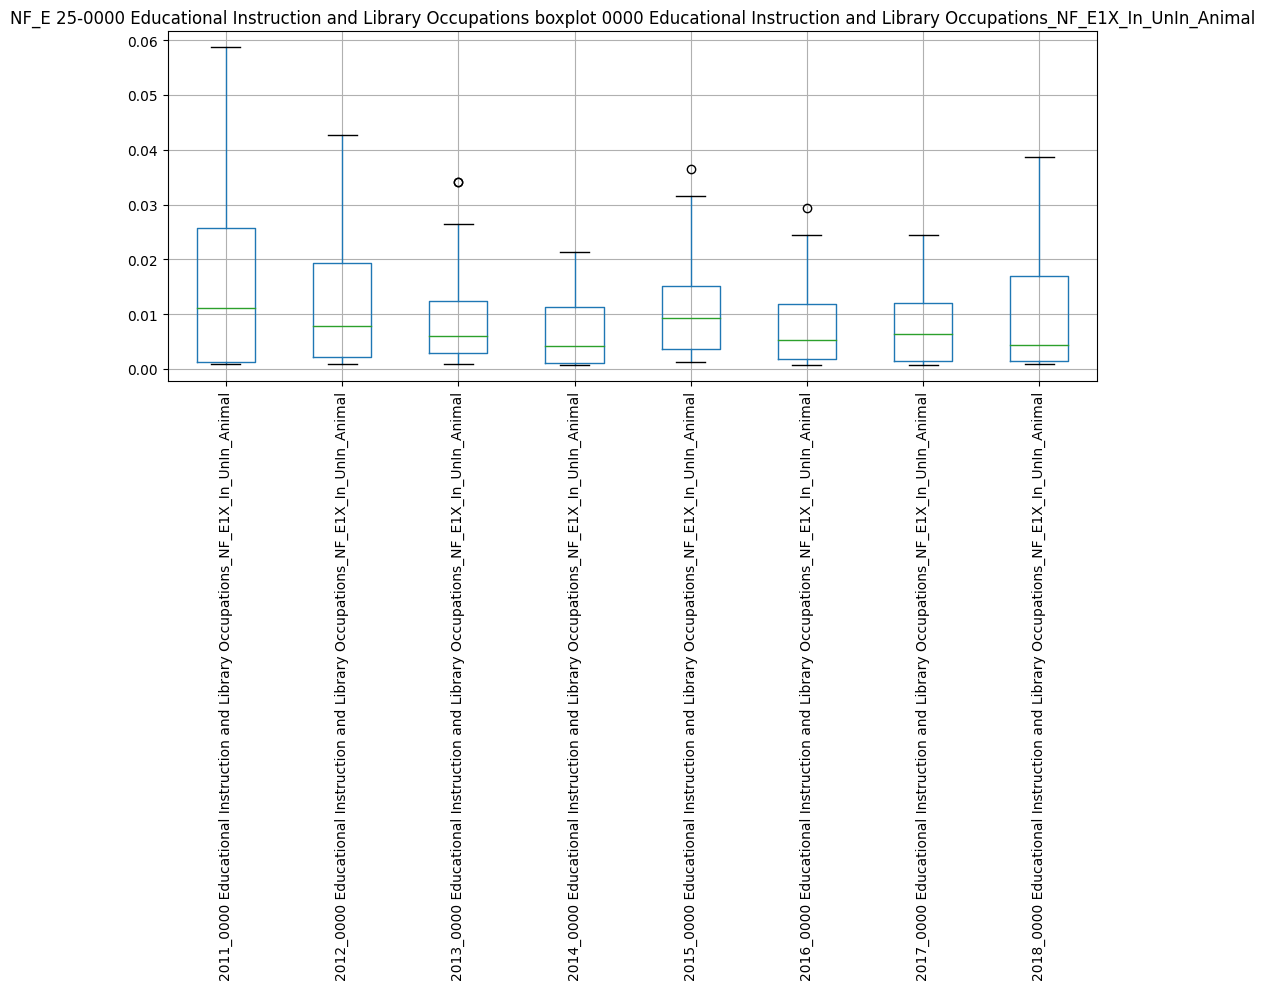 NF_E 25-0000 Educational Instruction and Library Occupations boxplot 0000 Educational Instruction and Library Occupations_NF_E1X_In_UnIn_Animal
0.06
0.05
0.04
0.03
0.02
0.01
0.00
2011_0000 Educational Instruction and Library Occupations_NF_E1X_In_UnIn_Animal
2012_0000 Educational Instruction and Library Occupations_NF_E1X_In_UnIn_Animal
2013_0000 Educational Instruction and Library Occupations_NF_E1X_In_UnIn_Animal
2014_0000 Educational Instruction and Library Occupations_NF_E1X_In_UnIn_Animal
2015_0000 Educational Instruction and Library Occupations_NF_E1X_In_UnIn_Animal
2016_0000 Educational Instruction and Library Occupations_NF_E1X_In_UnIn_Animal
2017_0000 Educational Instruction and Library Occupations_NF_E1X_In_UnIn_Animal
2018_0000 Educational Instruction and Library Occupations_NF_E1X_In_UnIn_Animal